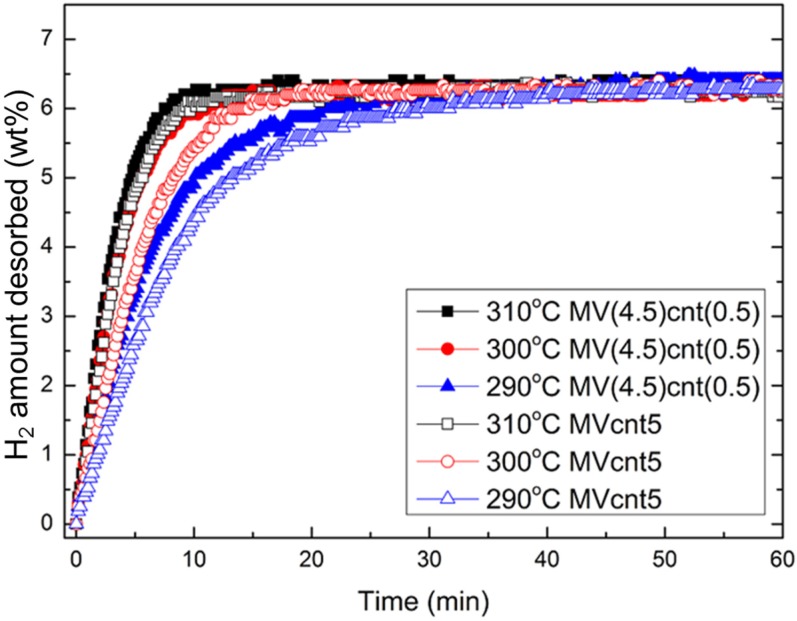 H₂ amount desorbed (wt%)
7
6
5
4
3
2
1
0
310°C MV(4.5)cnt(0.5)
300°C MV(4.5)cnt(0.5)
290°C MV(4.5)cnt(0.5)
310°C MVcnt5
300°C MVcnt5
290°C MVcnt5
0 10 20 30 40 50 60
Time (min)